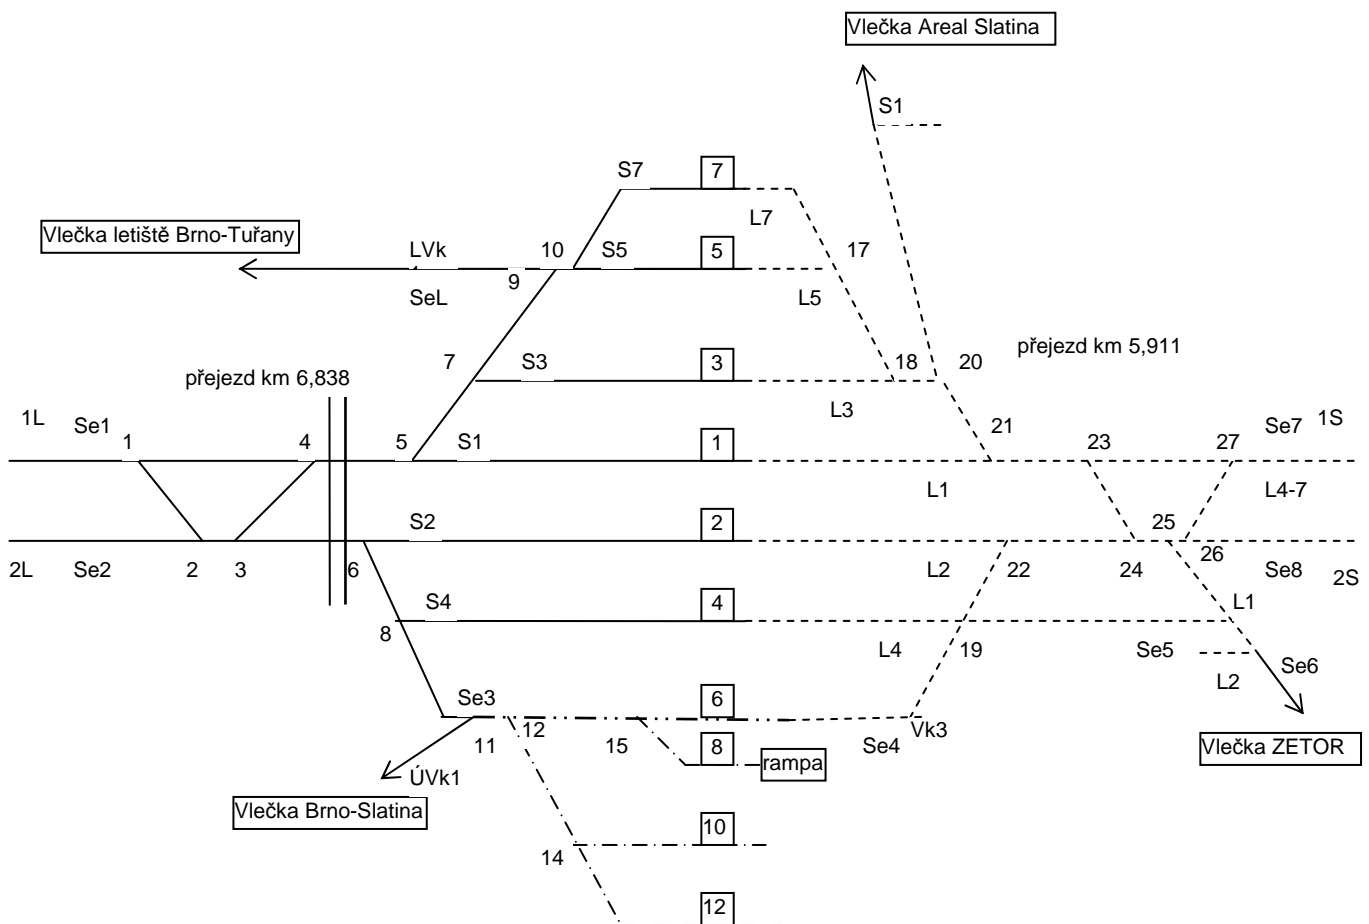 Vlečka Areal Slatina
S1
S7 7
L7
Vlečka letiště Brno-Tuřany LVk 10 S5 5 17
9
SeL L5
přejezd km 5,911
7 S3 3 18 20
přejezd km 6,838
L3
1L Se1 1 4 5 S1 1 21 23 27 Se7 1S
L1 L4-7
S2 2 25
2L Se2 2 3 6 L2 22 24 26 Se8 2S
S4 4 L1
8 L4 19 Se5 Se6
L2
Se3 6
12 Vk3
11 15 8 Se4 Vlečka ZETOR
rampa
ÚVk1
Vlečka Brno-Slatina
10
14
12